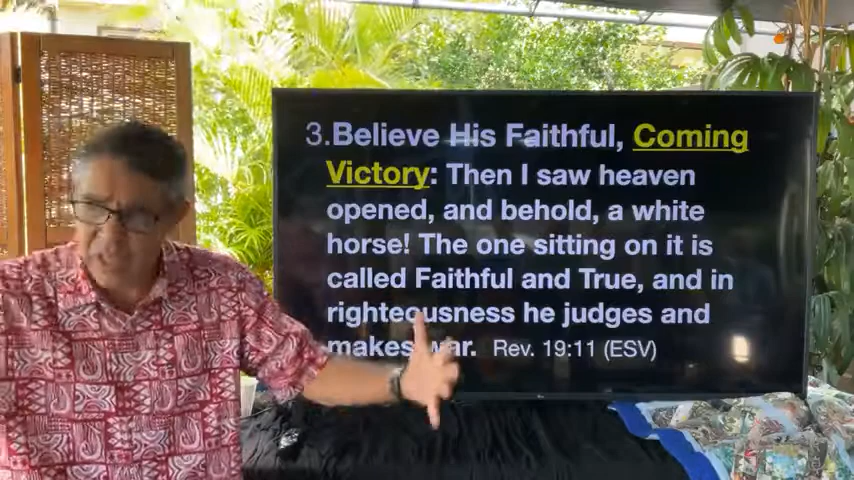 3.Believe His Faithful, Coming
Victory: Then I saw heaven
opened, and behold, a white
horse! The one sitting on it is
called Faithful and True, and in
righteousness he judges and
makes war. Rev. 19:11 (ESV)